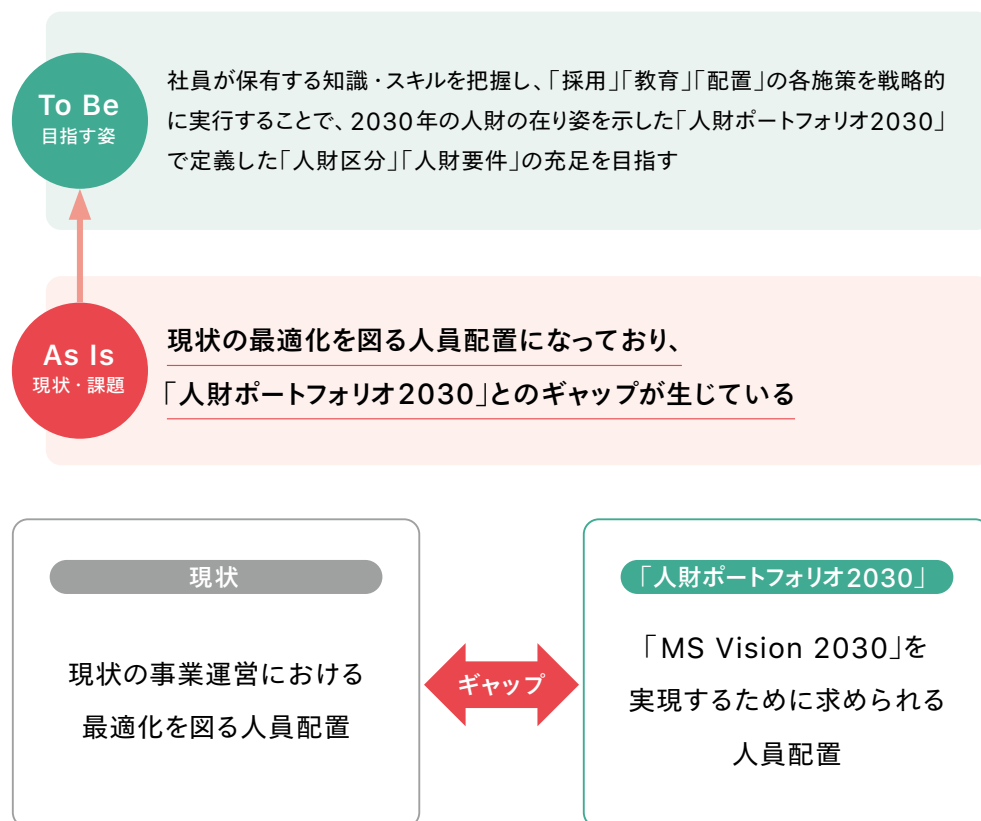 To Be
目指す姿
社員が保有する知識・スキルを把握し、「採用」「教育」「配置」の各施策を戦略的
に実行することで、2030年の人財の在り姿を示した「人財ポートフォリオ2030」
で定義した「人財区分」「人財要件」の充足を目指す
As Is
現状・課題
現状の最適化を図る人員配置になっており、
「人財ポートフォリオ2030」とのギャップが生じている
現状
現状の事業運営における
最適化を図る人員配置
ギャップ
「人財ポートフォリオ2030」
「MS Vision 2030」を
実現するために求められる
人員配置